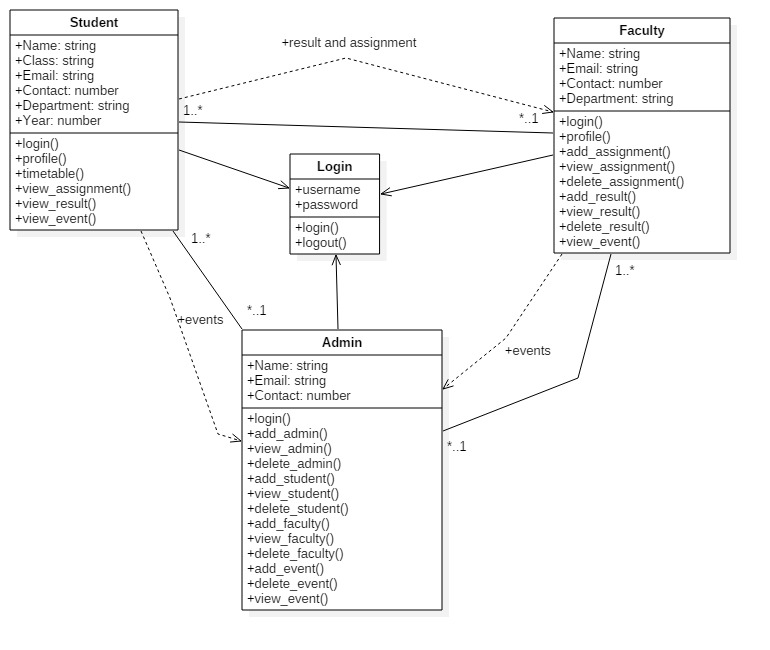 Student
+Name: string
+Class: string
+Email: string
+Contact: number
+Department: string
+Year: number
+login()
+profile()
+timetable()
+view_assignment()
+view_result()
+view_event()
+result and assignment
1..*
*..1
Faculty
+Name: string
+Email: string
+Contact: number
+Department: string
+login()
+profile()
+add_assignment()
+view_assignment()
+delete_assignment()
+add_result()
+view_result()
+delete_result()
+view_event()
Login
+username
+password
+login()
+logout()
1..*
*..1
+events
1..*
+events
*..1
Admin
+Name: string
+Email: string
+Contact: number
+login()
+add_admin()
+view_admin()
+delete_admin()
+add_student()
+view_student()
+delete_student()
+add_faculty()
+view_faculty()
+delete_faculty()
+add_event()
+delete_event()
+view_event()